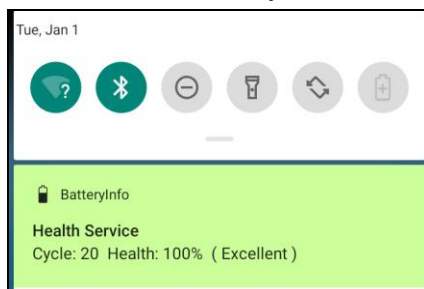 Tue, Jan 1
?
BatteryInfo
Health Service
Cycle: 20 Health: 100% ( Excellent )